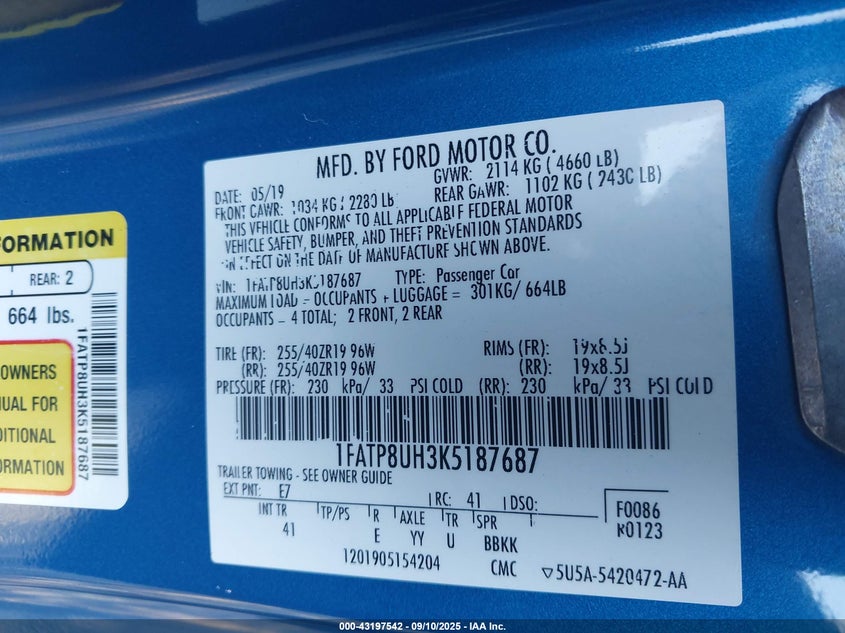 FORMATION
REAR: 2
664 lbs.
OWNERS
NUAL FOR
DITIONAL
FORMATION
1FATP8UH3K5187687
MFD. BY FORD MOTOR CO.
DATE: 05/19 GVWR: 2114 KG ( 4660 LB)
FRONT GAWR: 1034 KG / 2280 LB REAR GAWR: 1102 KG ( 2430 LB)
THIS VEHICLE CONFORMS TO ALL APPLICABLE FEDERAL MOTOR
VEHICLE SAFETY, BUMPER, AND THEFT PREVENTION STANDARDS
IN EFFECT ON THE DATE OF MANUFACTURE SHOWN ABOVE.
VIN: 1FATP8UH3K5187687 TYPE: Passenger Car
MAXIMUM LOAD = OCCUPANTS + LUGGAGE = 301KG/ 664LB
OCCUPANTS = 4 TOTAL; 2 FRONT, 2 REAR
TIRE (FR): 255/40ZR19 96W RIMS (FR): 19x8.5J
(RR): 255/40ZR19 96W (RR): 19x8.5J
PRESSURE (FR): 230 kPa/ 33 PSI COLD (RR): 230 kPa/ 33 PSI COLD
1FATP8UH3K5187687
TRAILER TOWING - SEE OWNER GUIDE
EXT PNT: E7 RC: 41 DSO: F0086
INT TR TP/PS R AXLE TR SPR R0123
41 E YY U BBKK
1201905154204 CMC 5U5A-5420472-AA
000-43197542 - 09/10/2025 - IAA Inc.